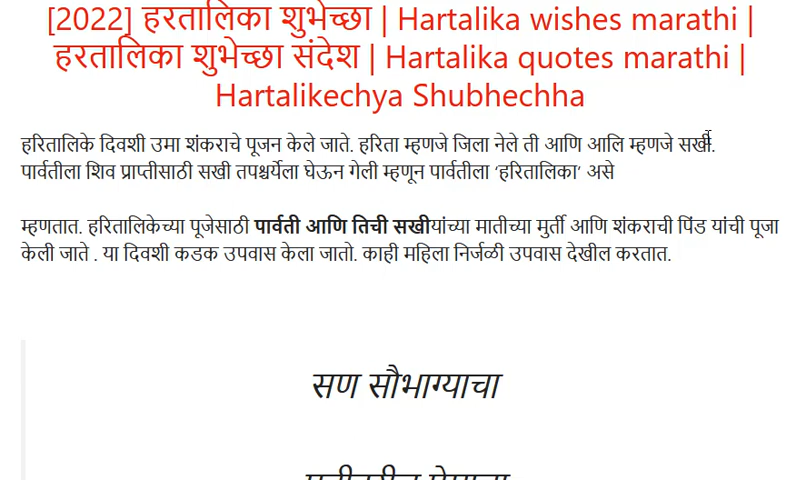 [2022] हरतालिका शुभेच्छा | Hartalika wishes marathi |
हरतालिका शुभेच्छा संदेश | Hartalika quotes marathi |
Hartalikechya Shubhechha
हरितालिके दिवशी उमा शंकराचे पूजन केले जाते. हरिता म्हणजे जिला नेले ती आणि आलि म्हणजे सखी.
पार्वतीला शिव प्राप्तीसाठी सखी तपश्चर्येला घेऊन गेली म्हणून पार्वतीला ‘हरितालिका’ असे
म्हणतात. हरितालिकेच्या पूजेसाठी पार्वती आणि तिची सखीयांच्या मातीच्या मुर्ती आणि शंकराची पिंड यांची पूजा
केली जाते . या दिवशी कडक उपवास केला जातो. काही महिला निर्जळी उपवास देखील करतात.
सण सौभाग्याचा